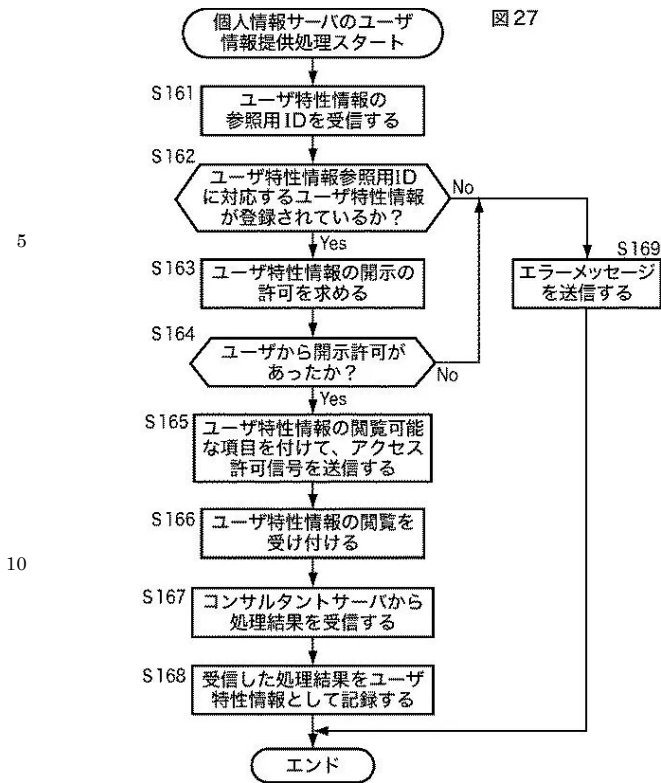 図27
個人情報サーバのユーザ
情報提供処理スタート
S161
ユーザ特性情報の
参照用IDを受信する
S162
ユーザ特性情報参照用ID
に対応するユーザ特性情報
が登録されているか?
No
Yes
5
S169
エラーメッセージ
を送信する
S163
ユーザ特性情報の開示の
許可を求める
S164
ユーザから開示許可が
あったか?
No
Yes
S165
ユーザ特性情報の閲覧可能
な項目を付けて、アクセス
許可信号を送信する
S166
ユーザ特性情報の閲覧を
受け付ける
10
S167
コンサルタントサーバから
処理結果を受信する
S168
受信した処理結果をユーザ
特性情報として記録する
エンド